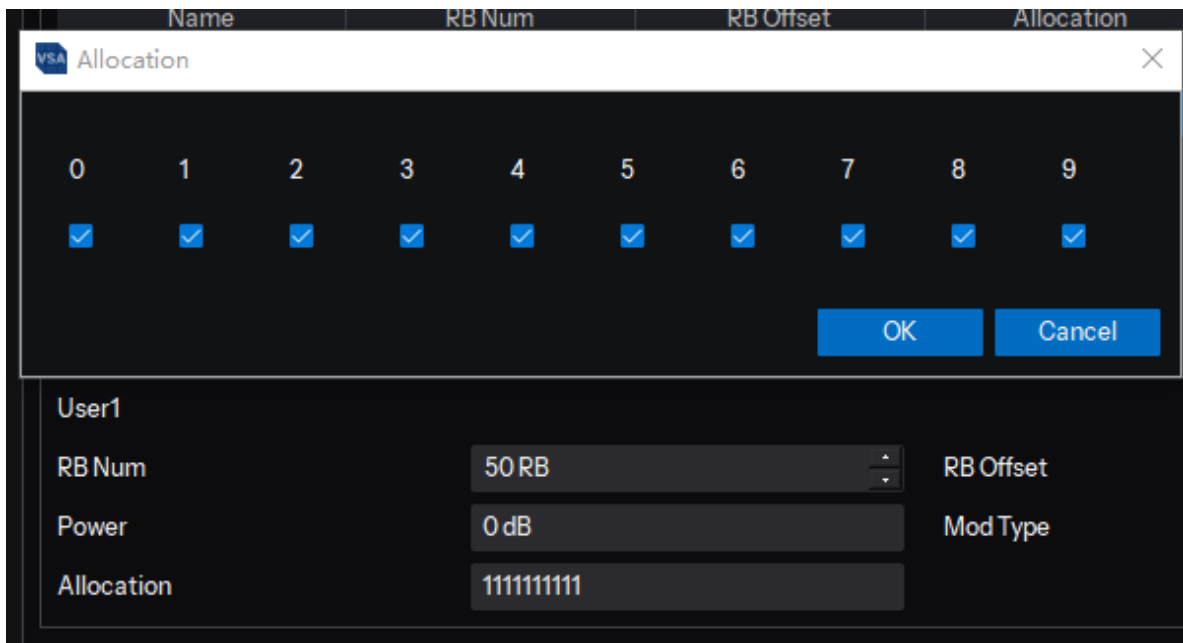 Name RB Num RB Offset Allocation
VSA Allocation
0 1 2 3 4 5 6 7 8 9
OK Cancel
User1
RB Num 50 RB RB Offset
Power 0 dB Mod Type
Allocation 1111111111